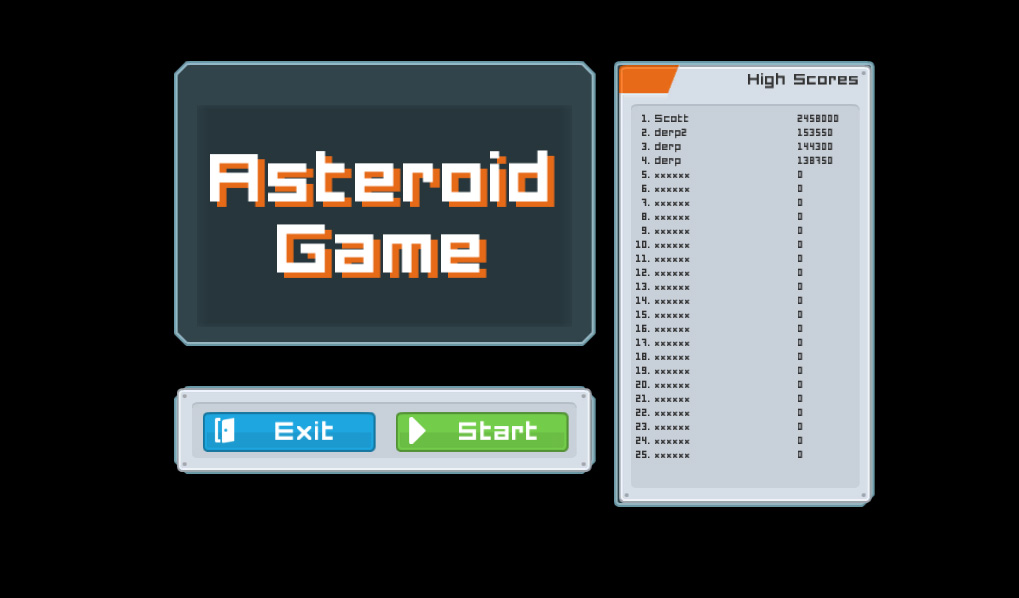 Asteroid
Game
Exit
Start
High Scores
1. Scott 2458000
2. derp2 153550
3. derp 144300
4. derp 138750
5. xxxxxx 0
6. xxxxxx 0
7. xxxxxx 0
8. xxxxxx 0
9. xxxxxx 0
10. xxxxxx 0
11. xxxxxx 0
12. xxxxxx 0
13. xxxxxx 0
14. xxxxxx 0
15. xxxxxx 0
16. xxxxxx 0
17. xxxxxx 0
18. xxxxxx 0
19. xxxxxx 0
20. xxxxxx 0
21. xxxxxx 0
22. xxxxxx 0
23. xxxxxx 0
24. xxxxxx 0
25. xxxxxx 0